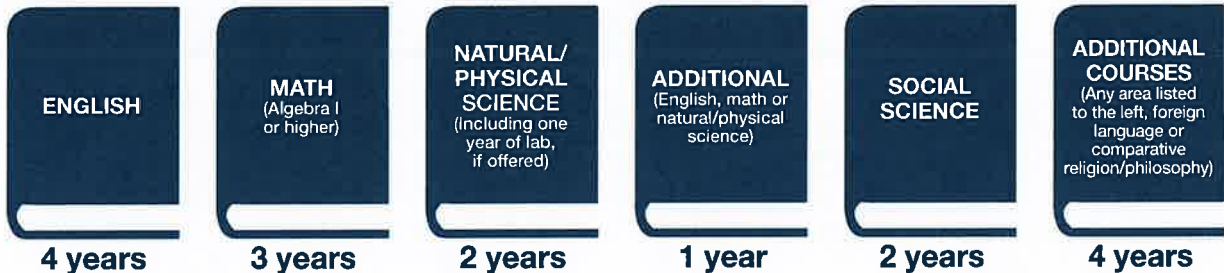 ENGLISH
4 years
MATH
(Algebra I
or higher)
3 years
NATURAL/
PHYSICAL
SCIENCE
(Including one
year of lab,
if offered)
2 years
ADDITIONAL
(English, math or
natural/physical
science)
1 year
SOCIAL
SCIENCE
2 years
ADDITIONAL
COURSES
(Any area listed
to the left, foreign
language or
comparative
religion/philosophy)
4 years